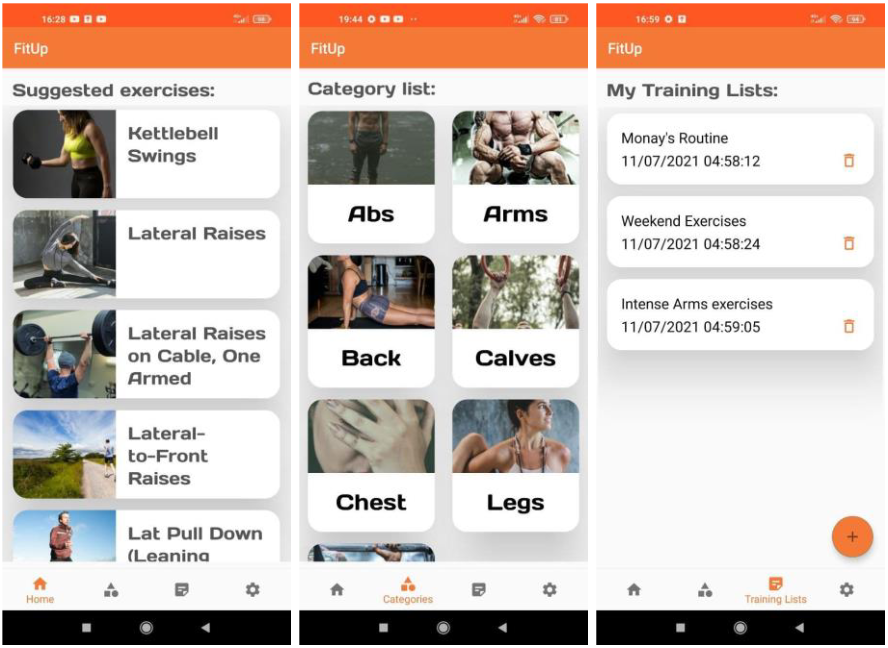 16:28
98
FitUp
Suggested exercises:
Kettlebell
Swings
Lateral Raises
Lateral Raises
on Cable, One
Armed
Lateral-
to-Front
Raises
Lat Pull Down
(Leaning
Home
19:44
81
FitUp
Category list:
Abs
Arms
Back
Calves
Chest
Legs
Categories
16:59
94
FitUp
My Training Lists:
Monay's Routine
11/07/2021 04:58:12
Weekend Exercises
11/07/2021 04:58:24
Intense Arms exercises
11/07/2021 04:59:05
+
Training Lists